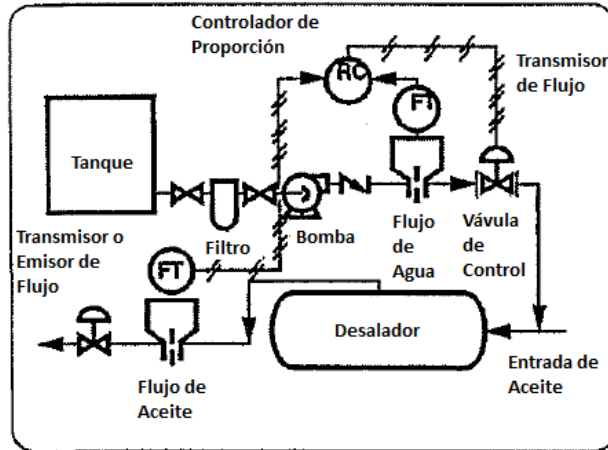 Controlador de
Proporción
RC
FT
Transmisor
de Flujo
Tanque
Filtro
Bomba
Flujo
de
Agua
Vávula
de
Control
Transmisor o
Emisor de
Flujo
FT
Desalador
Entrada de
Aceite
Flujo de
Aceite